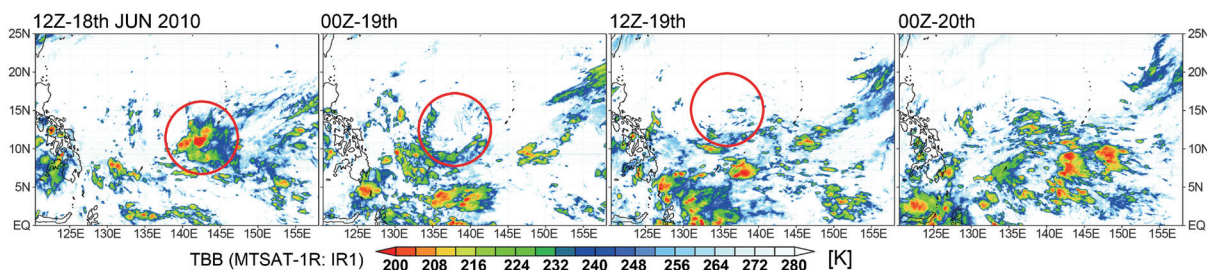 12Z-18th JUN 2010 00Z-19th 12Z-19th 00Z-20th
25N 25N
20N 20N
15N 15N
10N 10N
5N 5N
EQ EQ
125E 130E 135E 140E 145E 150E 155E 125E 130E 135E 140E 145E 150E 155E 125E 130E 135E 140E 145E 150E 155E 125E 130E 135E 140E 145E 150E 155E
TBB (MTSAT-1R: IR1) [K]
200 208 216 224 232 240 248 256 264 272 280